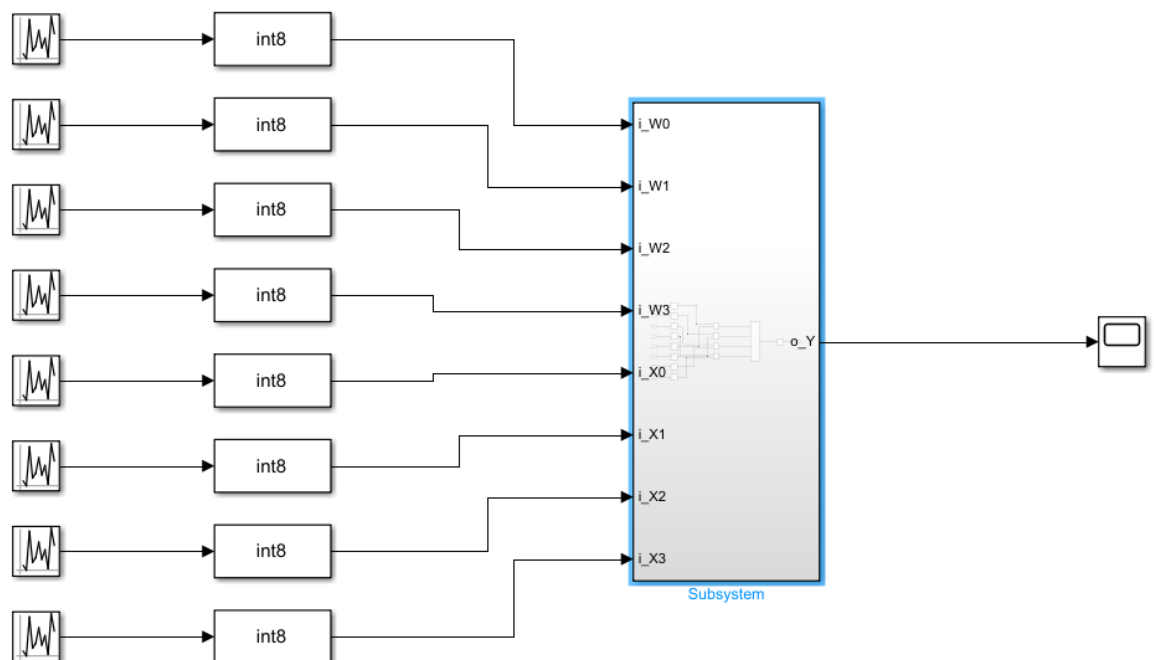 int8
int8
int8
int8
int8
int8
int8
int8
i_W0
i_W1
i_W2
i_W3
i_X0
i_X1
i_X2
i_X3
o_Y
Subsystem